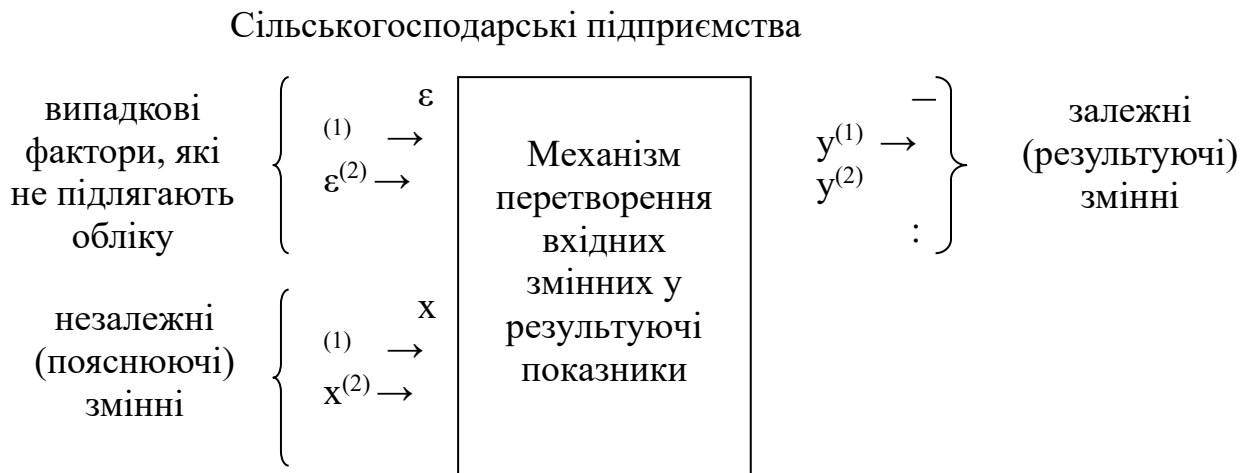 Сільськогосподарські підприємства
випадкові
фактори, які
не підлягають
обліку
ε
(1) →
ε(2) →
незалежні
(пояснюючі)
змінні
x
(1) →
x(2) →
Механізм
перетворення
вхідних
змінних у
результуючі
показники
–
y(1) →
y(2)
:
залежні
(результуючі)
змінні